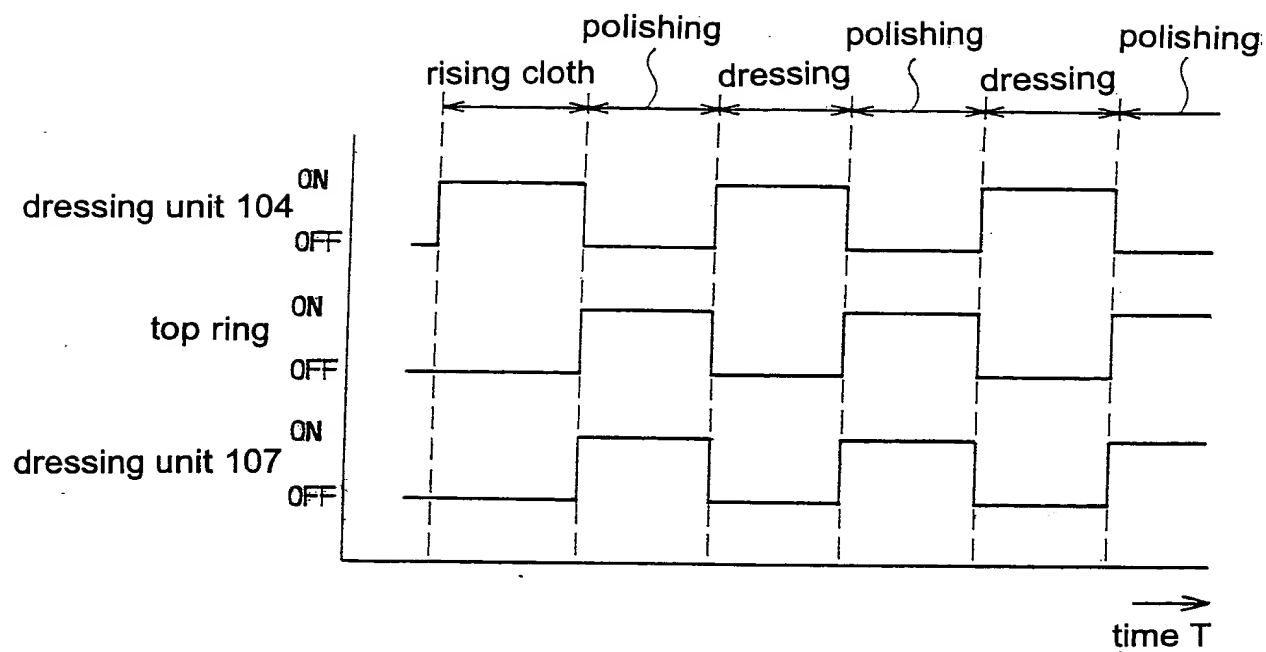 polishing
polishing
polishing
rising cloth
dressing
dressing
ON
dressing unit 104
OFF
ON
top ring
OFF
ON
dressing unit 107
OFF
time T